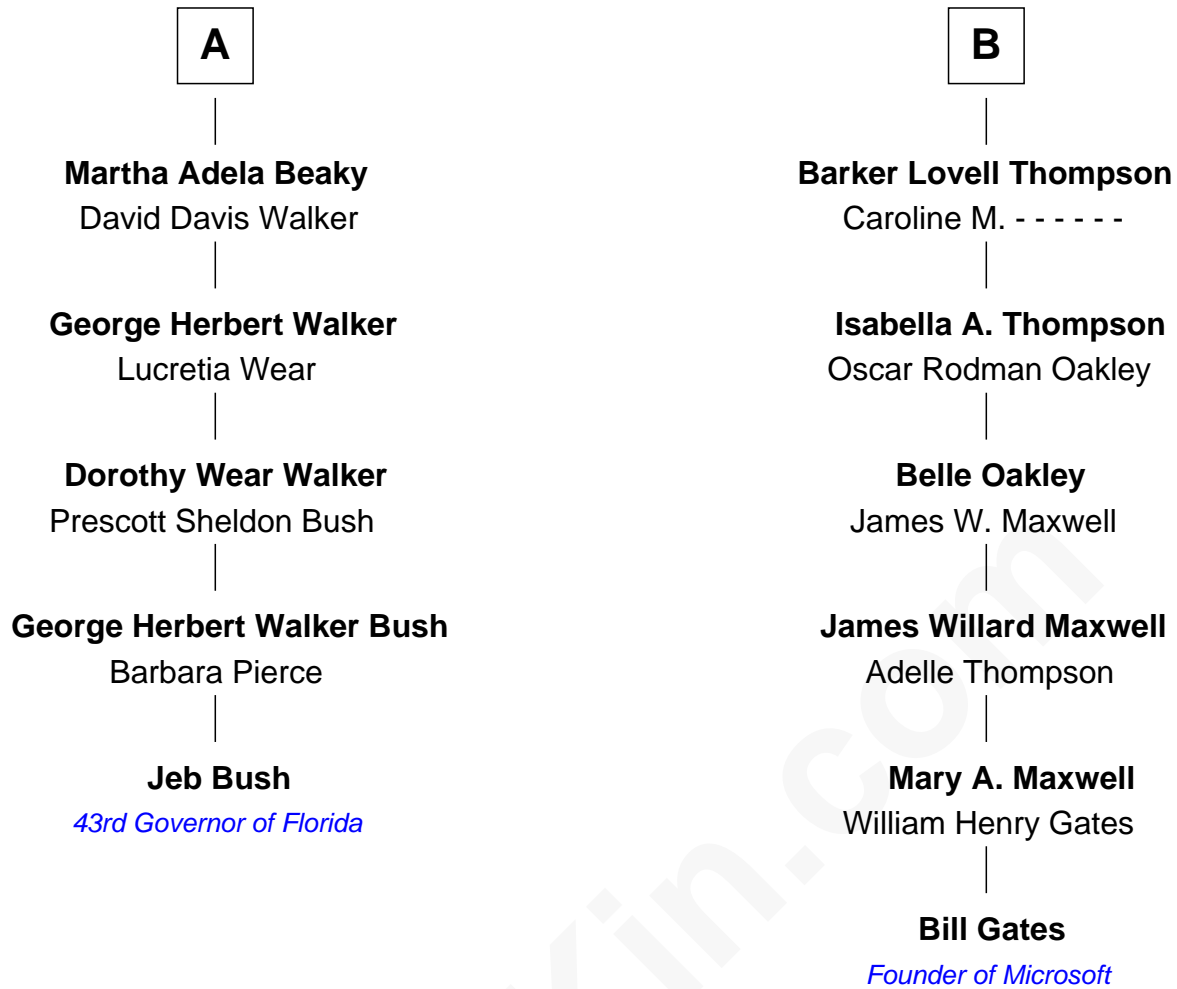 A
Martha Adela Beaky
David Davis Walker
George Herbert Walker
Lucretia Wear
Dorothy Wear Walker
Prescott Sheldon Bush
George Herbert Walker Bush
Barbara Pierce
Jeb Bush
43rd Governor of Florida
B
Barker Lovell Thompson
Caroline M. - - - - - -
Isabella A. Thompson
Oscar Rodman Oakley
Belle Oakley
James W. Maxwell
James Willard Maxwell
Adelle Thompson
Mary A. Maxwell
William Henry Gates
Bill Gates
Founder of Microsoft
Kin.com